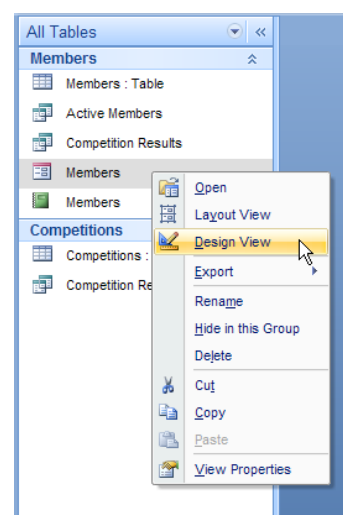 All Tables
Members
Members : Table
Active Members
Competition Results
Members
Members
Competitions
Competitions :
Competition Re
Open
Layout View
Design View
Export
Rename
Hide in this Group
Delete
Cut
Copy
Paste
View Properties